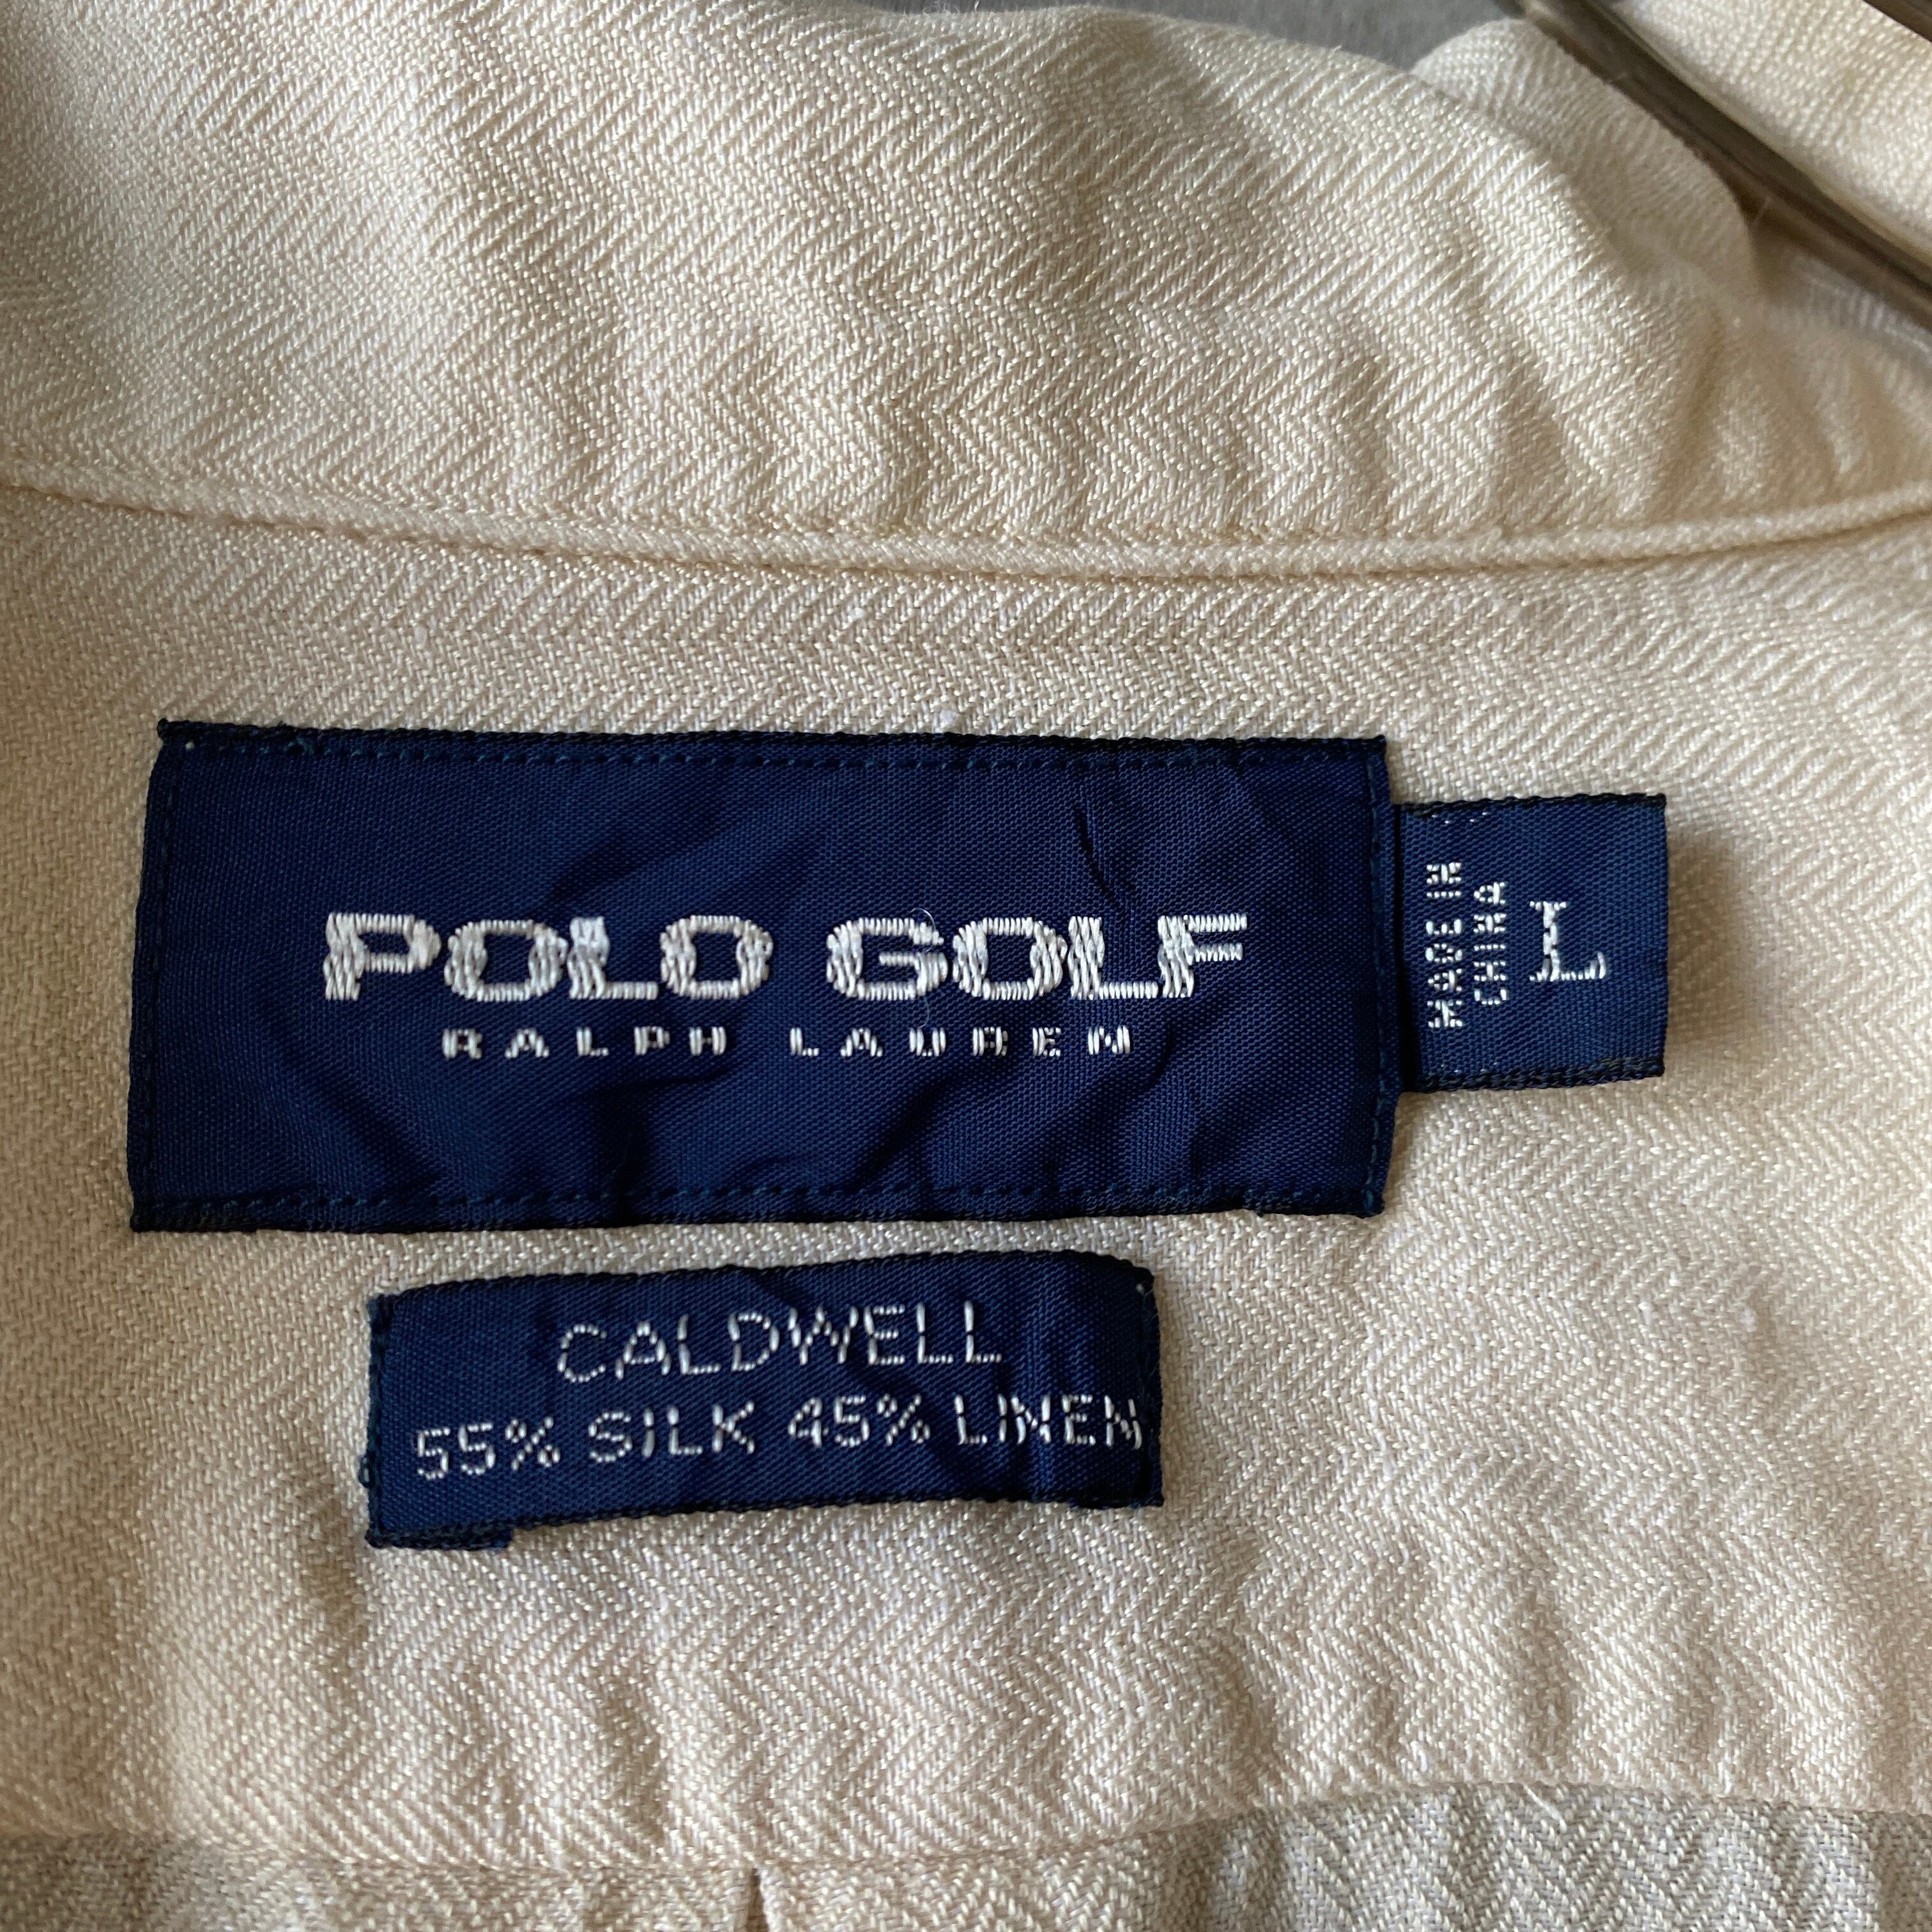 POLO GOLF
RALPH LAUREN
MADE IN
CHINA
L
CALDWELL
55% SILK 45% LINEN